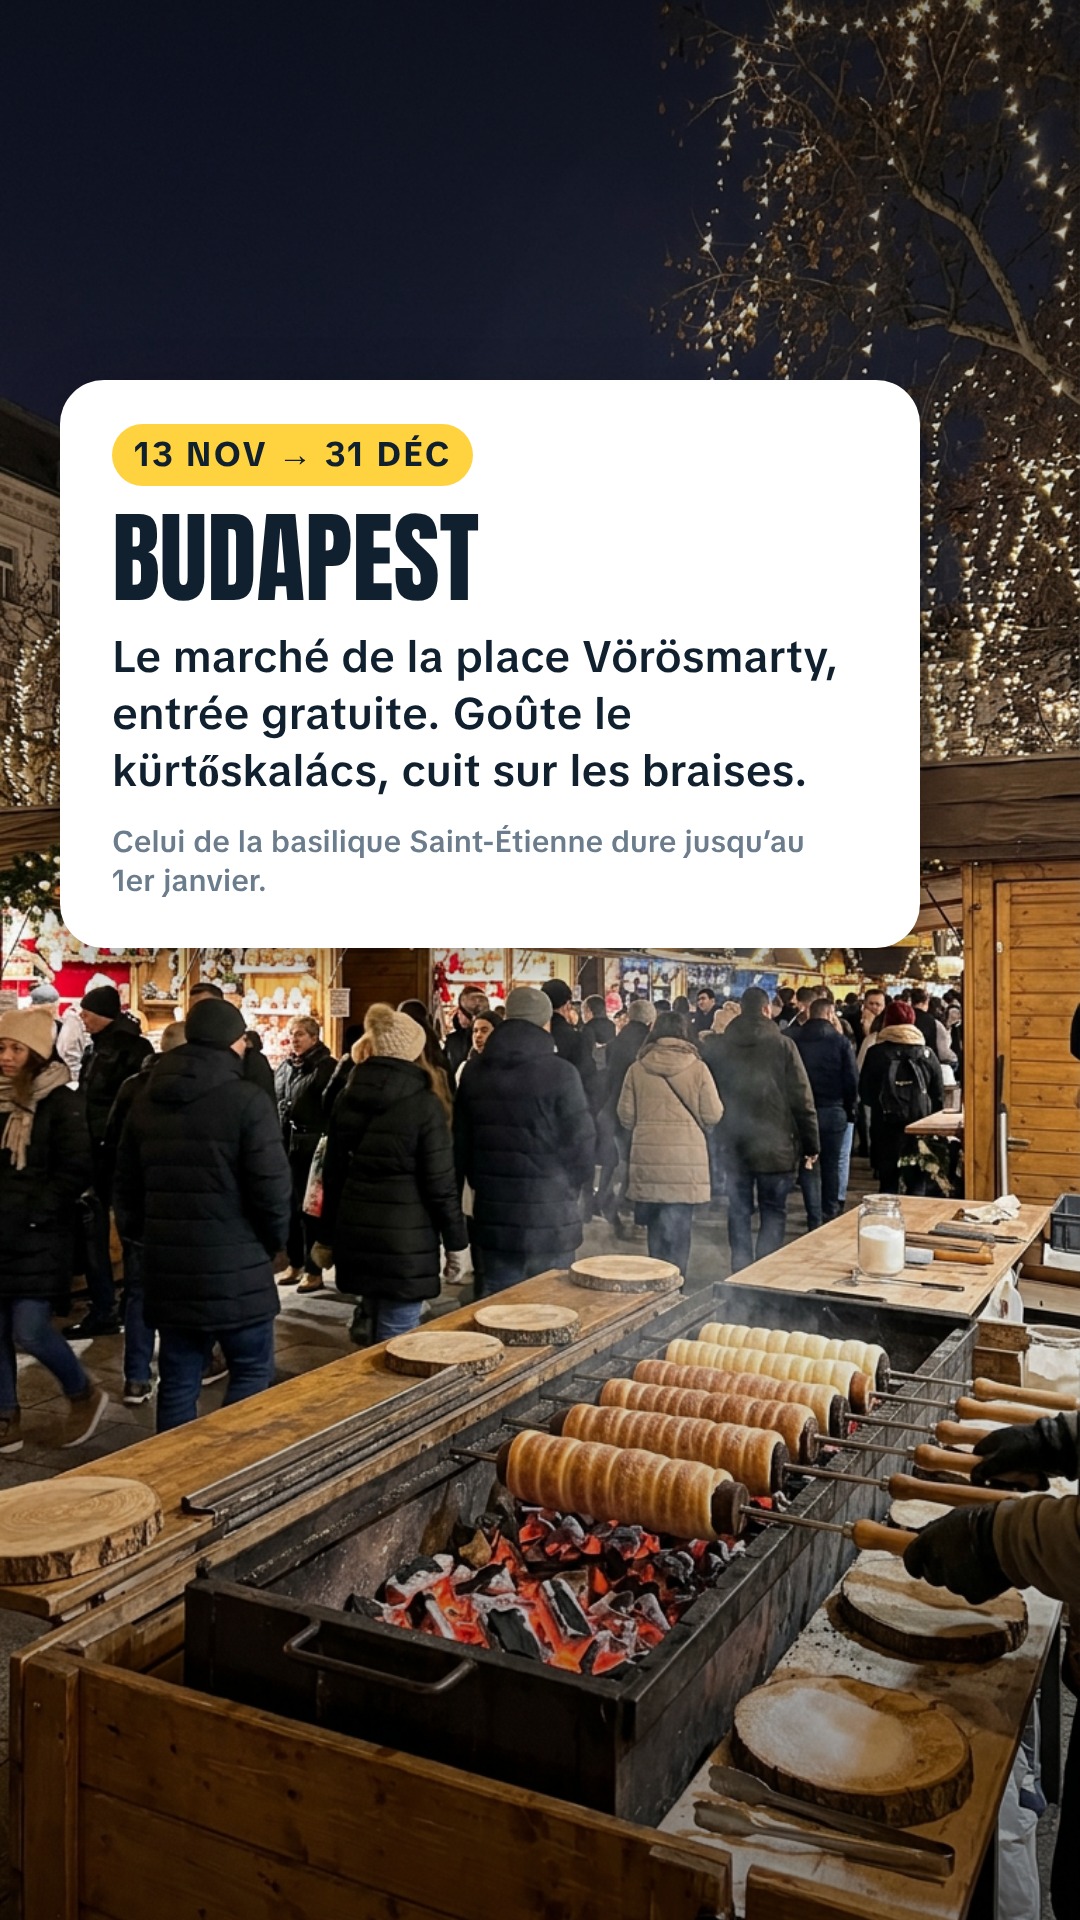 13 NOV → 31 DÉC
BUDAPEST
Le marché de la place Vörösmarty,
entrée gratuite. Goûte le
kürtőskalács, cuit sur les braises.
Celui de la basilique Saint-Étienne dure jusqu’au
1er janvier.